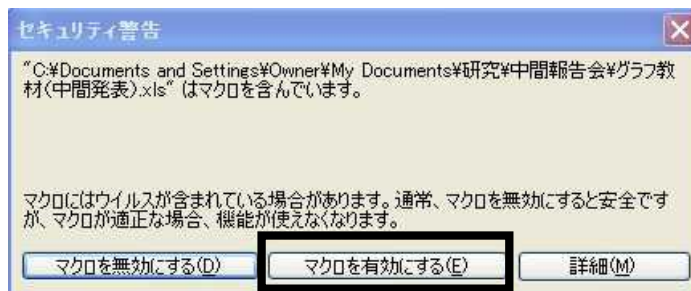 セキュリティ警告
"C:¥Documents and Settings¥Owner¥My Documents¥研究¥中間報告会¥グラフ教
材(中間発表).xls" はマクロを含んでいます。
マクロにはウイルスが含まれている場合があります。通常、マクロを無効にすると安全です
が、マクロが適正な場合、機能が使えなくなります。
マクロを無効にする(D) マクロを有効にする(E) 詳細(M)